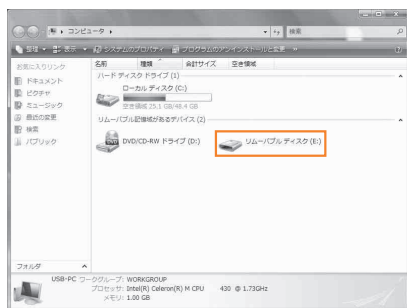 コンピュータ
検索
整理 表示 システムのプロパティ プログラムのアンインストールと変更 »
お気に入りリンク
ドキュメント
ピクチャ
ミュージック
最近の変更
検索
パブリック
フォルダ
名前 種類 合計サイズ 空き領域
ハード ディスク ドライブ (1)
ローカル ディスク (C:)
空き領域 25.1 GB/48.4 GB
リムーバブル記憶域があるデバイス (2)
DVD/CD-RW ドライブ (D:)
リムーバブル ディスク (E:)
USB-PC ワークグループ: WORKGROUP
プロセッサ: Intel(R) Celeron(R) M CPU 430 @ 1.73GHz
メモリ: 1.00 GB